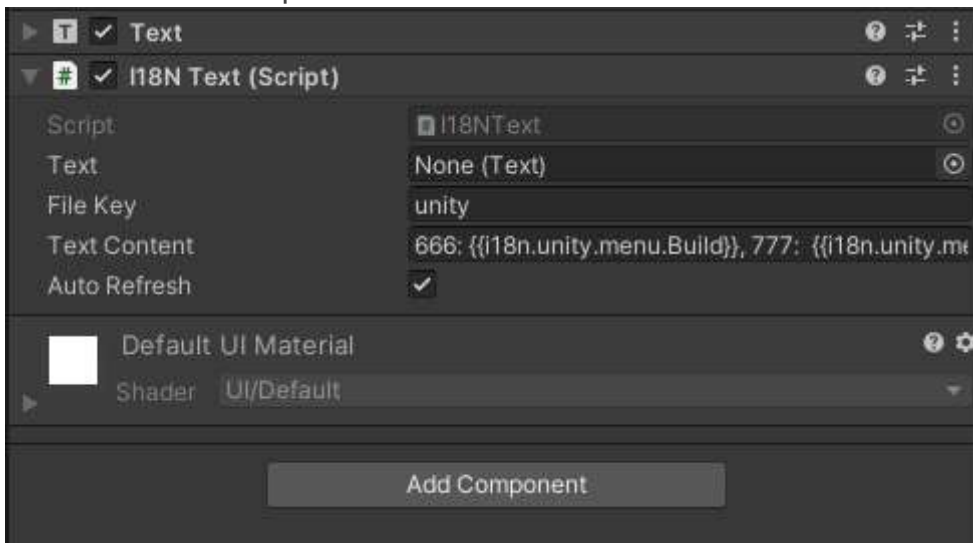 T Text
# I18N Text (Script)
Script # I18NText
Text None (Text)
File Key unity
Text Content 666: {{i18n.unity.menu.Build}}, 777: {{i18n.unity.me
Auto Refresh
Default UI Material
Shader UI/Default
Add Component